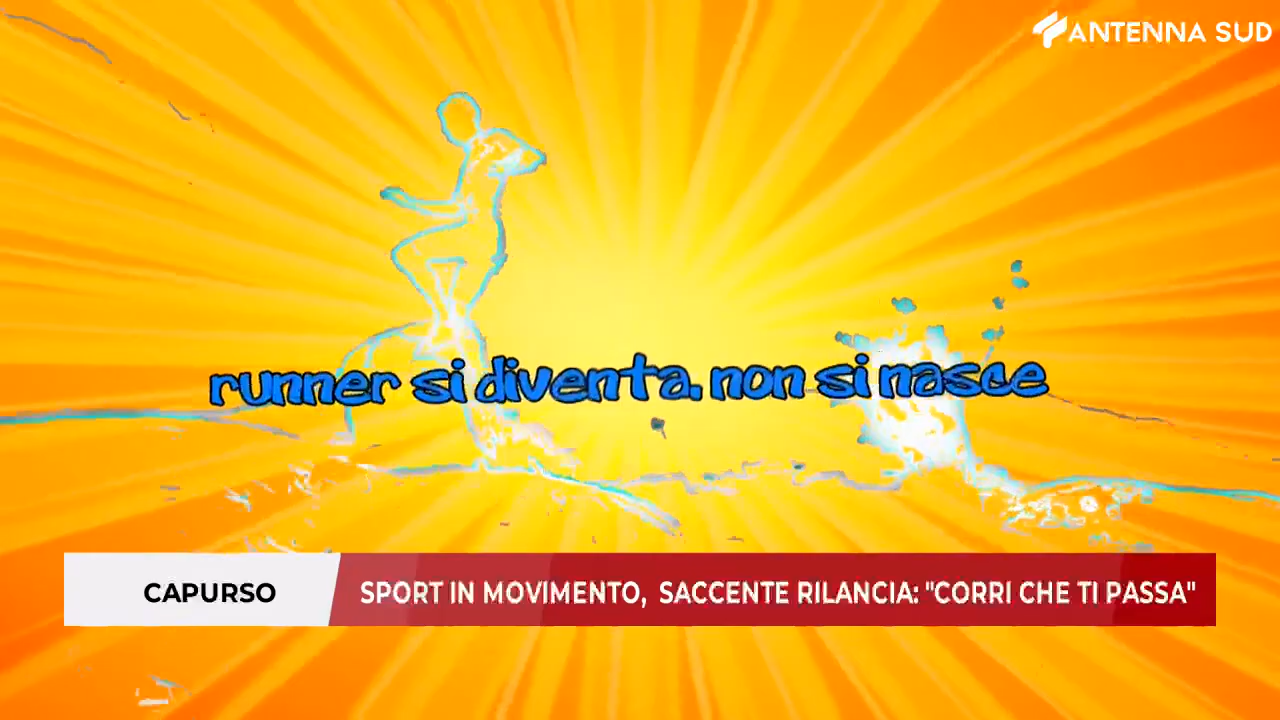 ANTENNA SUD
runner si diventa. non si nasce
CAPURSO
SPORT IN MOVIMENTO, SACCENTE RILANCIA: "CORRI CHE TI PASSA"